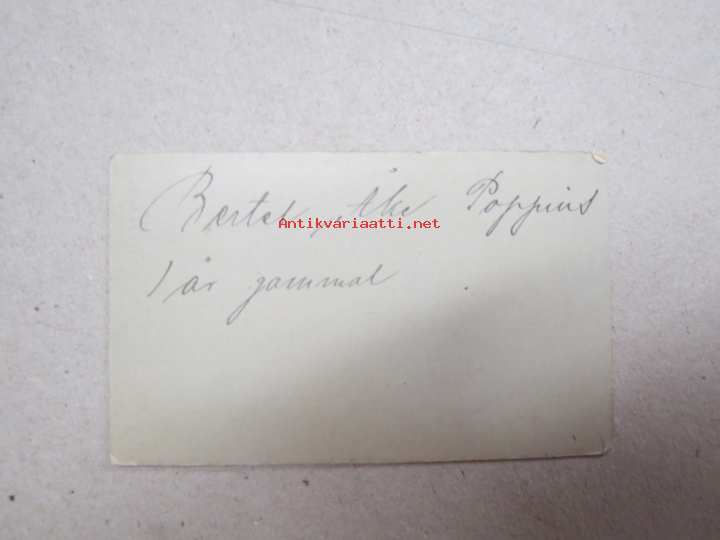 Bertel Åke Poppius
Antikvariaatti.net
1 år gammal